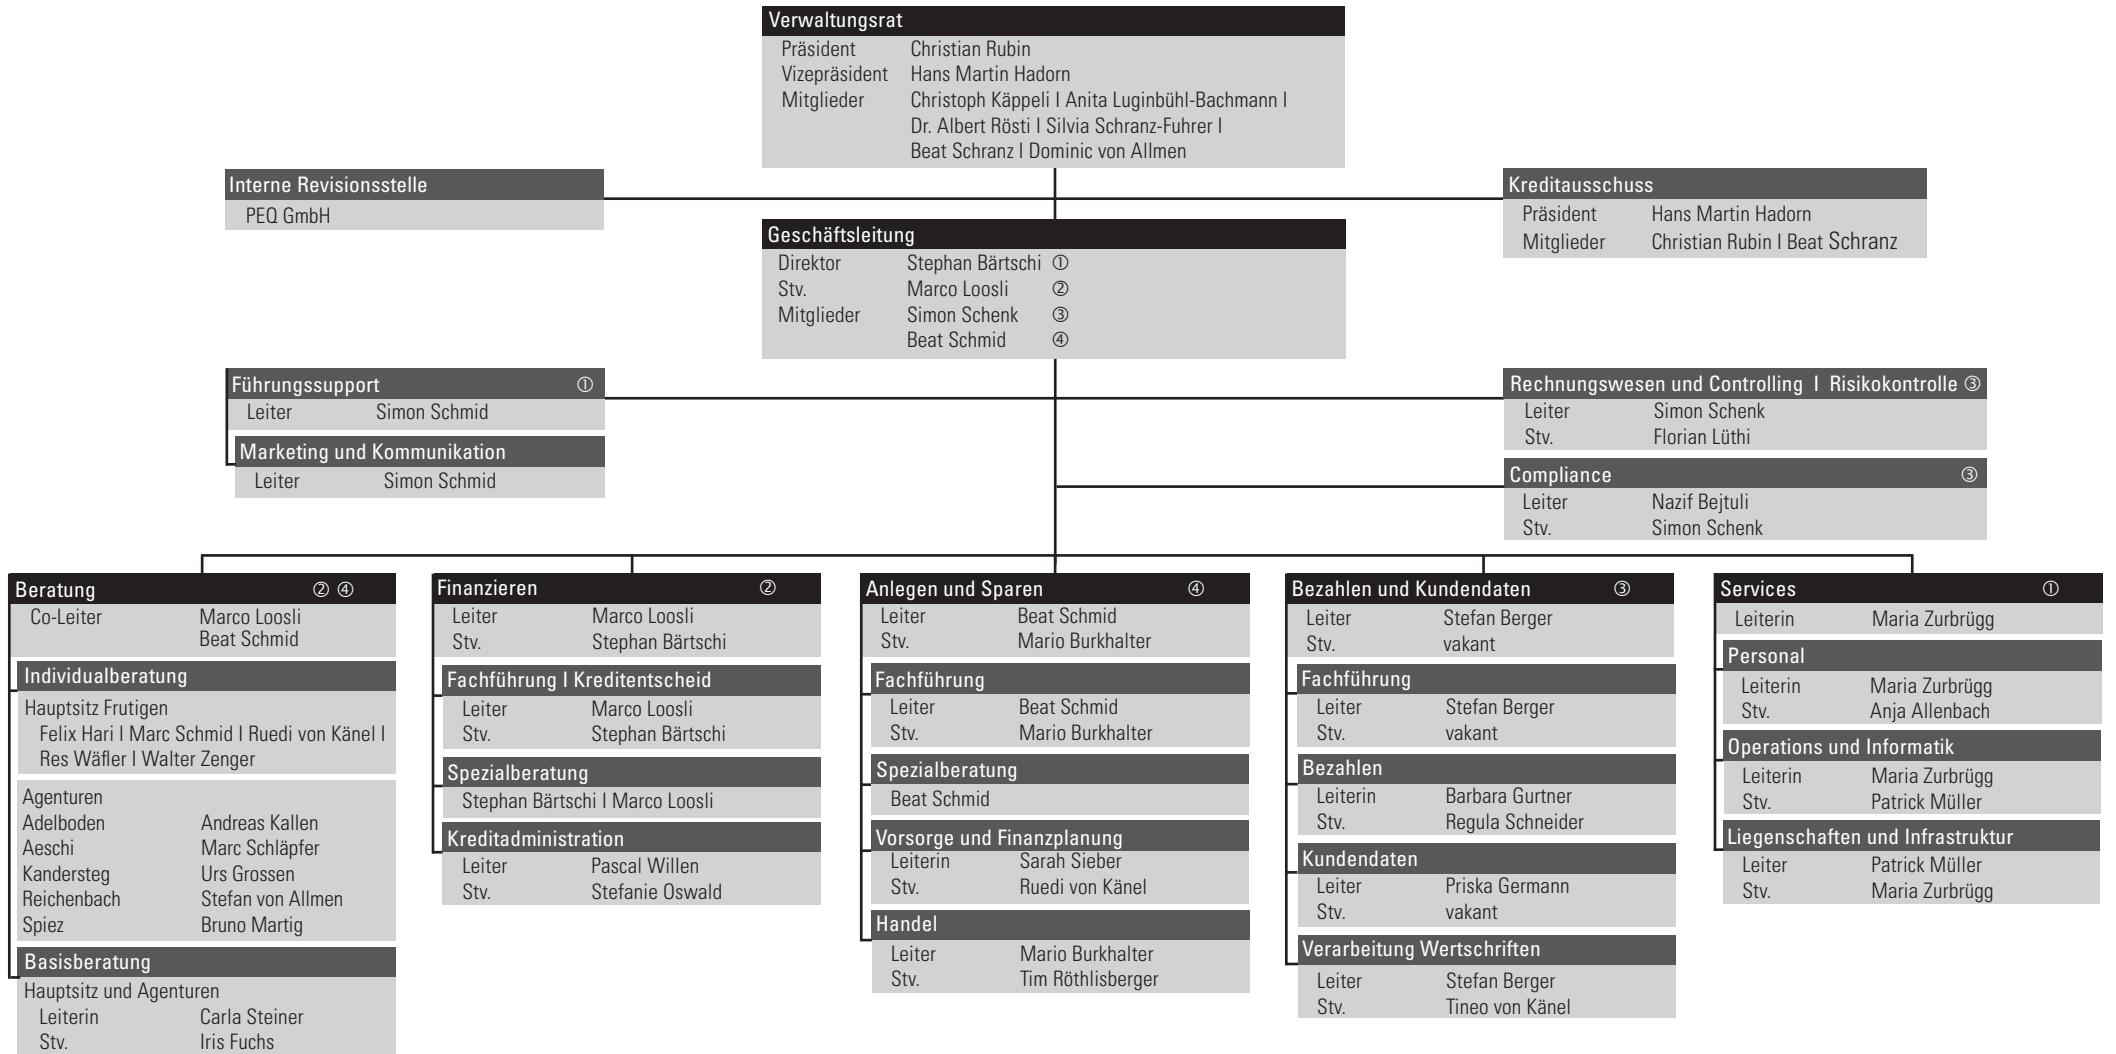 Verwaltungsrat
Präsident Christian Rubin
Vizepräsident Hans Martin Hadorn
Mitglieder Christoph Käppeli I Anita Luginbühl-Bachmann I
Dr. Albert Rösti I Silvia Schranz-Fuhrer I
Beat Schranz I Dominic von Allmen
Interne Revisionsstelle
PEQ GmbH
Kreditausschuss
Präsident Hans Martin Hadorn
Mitglieder Christian Rubin I Beat Schranz
Geschäftsleitung
Direktor Stephan Bärtschi ①
Stv. Marco Loosli ②
Mitglieder Simon Schenk ③
Beat Schmid ④
Führungssupport ①
Leiter Simon Schmid
Marketing und Kommunikation
Leiter Simon Schmid
Rechnungswesen und Controlling I Risikokontrolle ③
Leiter Simon Schenk
Stv. Florian Lüthi
Compliance ③
Leiter Nazif Bejtuli
Stv. Simon Schenk
Beratung ② ④
Co-Leiter Marco Loosli
Beat Schmid
Individualberatung
Hauptsitz Frutigen
Felix Hari I Marc Schmid I Ruedi von Känel I
Res Wäfler I Walter Zenger
Agenturen
Adelboden Andreas Kallen
Aeschi Marc Schläpfer
Kandersteg Urs Grossen
Reichenbach Stefan von Allmen
Spiez Bruno Martig
Basisberatung
Hauptsitz und Agenturen
Leiterin Carla Steiner
Stv. Iris Fuchs
Finanzieren ②
Leiter Marco Loosli
Stv. Stephan Bärtschi
Fachführung I Kreditentscheid
Leiter Marco Loosli
Stv. Stephan Bärtschi
Spezialberatung
Stephan Bärtschi I Marco Loosli
Kreditadministration
Leiter Pascal Willen
Stv. Stefanie Oswald
Anlegen und Sparen ④
Leiter Beat Schmid
Stv. Mario Burkhalter
Fachführung
Leiter Beat Schmid
Stv. Mario Burkhalter
Spezialberatung
Beat Schmid
Vorsorge und Finanzplanung
Leiterin Sarah Sieber
Stv. Ruedi von Känel
Handel
Leiter Mario Burkhalter
Stv. Tim Röthlisberger
Bezahlen und Kundendaten ③
Leiter Stefan Berger
Stv. vakant
Fachführung
Leiter Stefan Berger
Stv. vakant
Bezahlen
Leiterin Barbara Gurtner
Stv. Regula Schneider
Kundendaten
Leiter Priska Germann
Stv. vakant
Verarbeitung Wertschriften
Leiter Stefan Berger
Stv. Tineo von Känel
Services ①
Leiterin Maria Zurbrügg
Personal
Leiterin Maria Zurbrügg
Stv. Anja Allenbach
Operations und Informatik
Leiterin Maria Zurbrügg
Stv. Patrick Müller
Liegenschaften und Infrastruktur
Leiter Patrick Müller
Stv. Maria Zurbrügg